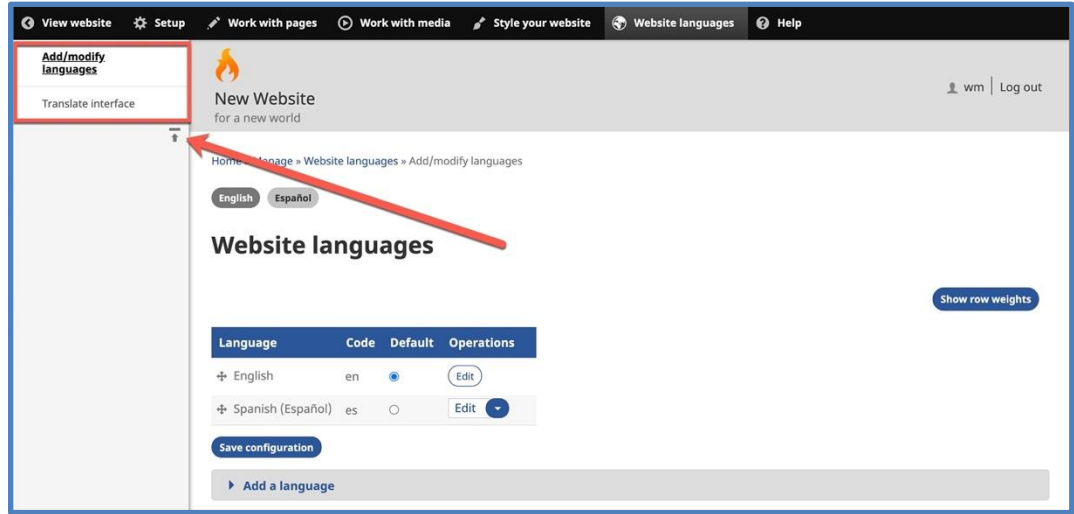 View website Setup Work with pages Work with media Style your website Website languages Help
Add/modify
languages
Translate interface
New Website
for a new world
wm Log out
Home » Manage » Website languages » Add/modify languages
English Español
Website languages
Show row weights
Language Code Default Operations
English en Edit
Spanish (Español) es Edit
Save configuration
Add a language